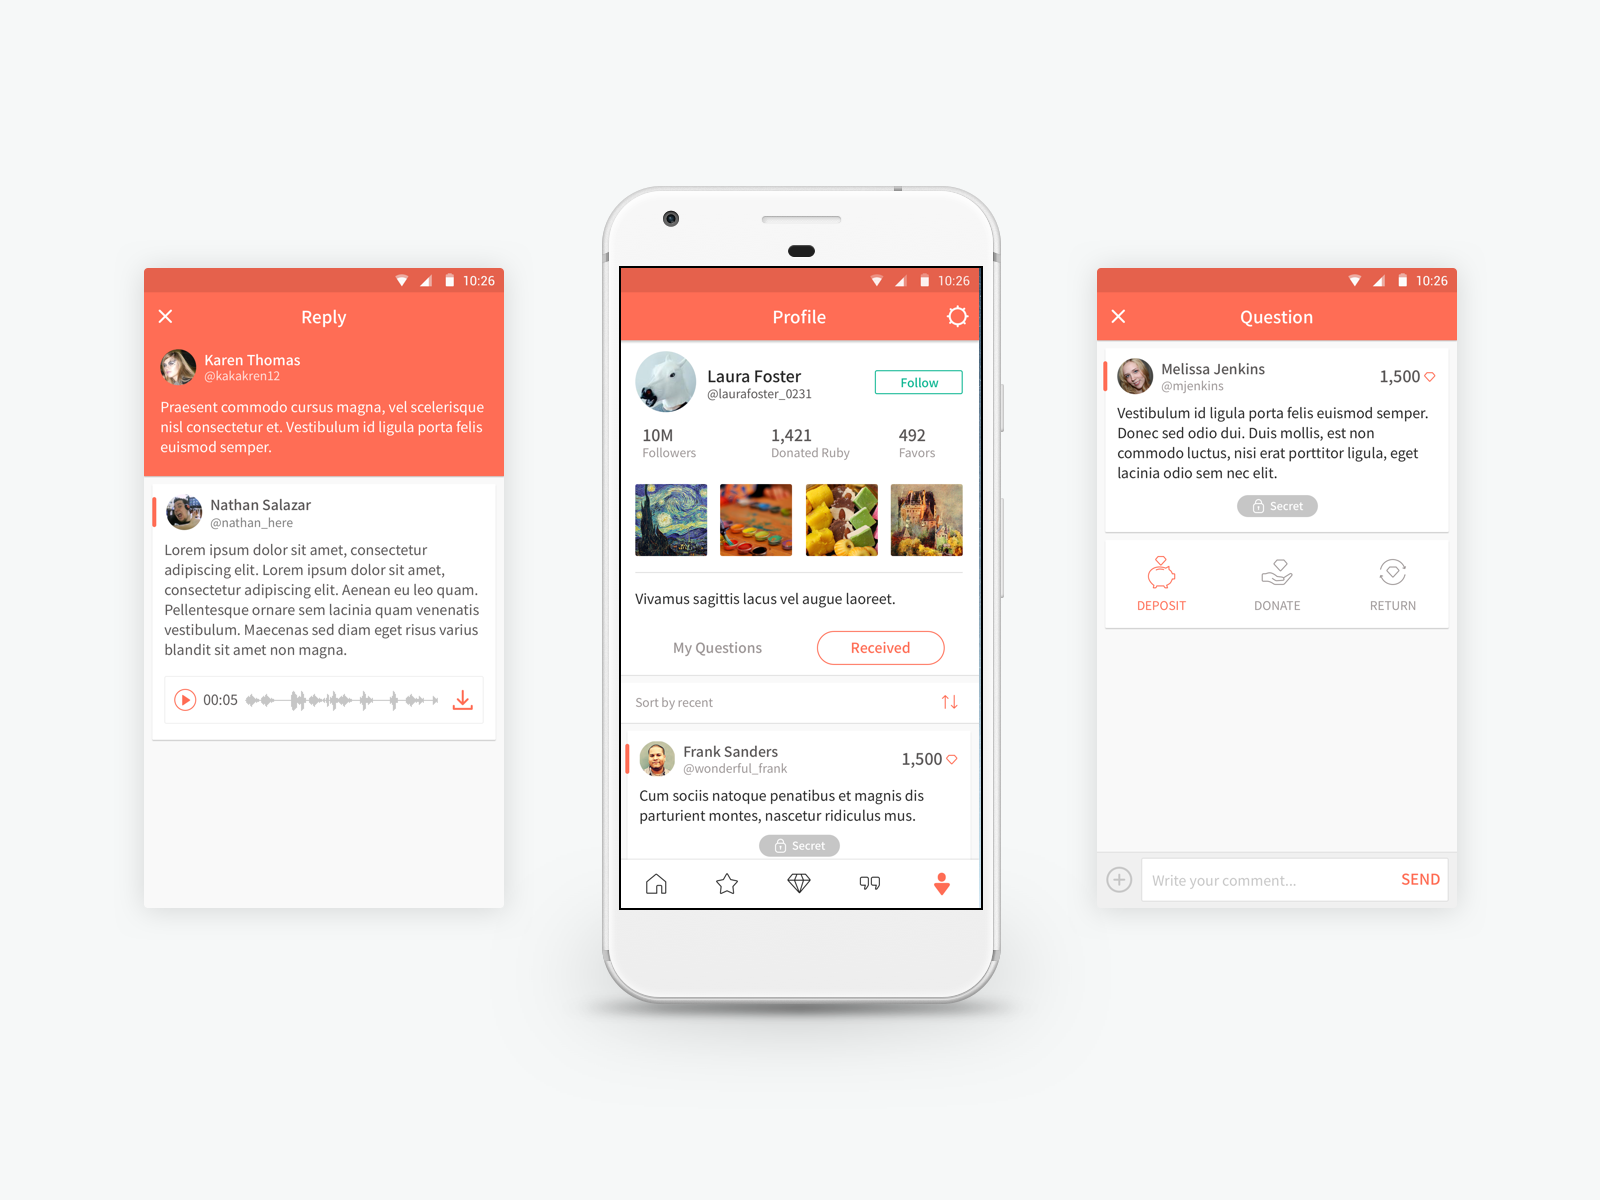 10:26
Reply
Karen Thomas
@kakakren12
Praesent commodo cursus magna, vel scelerisque
nisl consectetur et. Vestibulum id ligula porta felis
euismod semper.
Nathan Salazar
@nathan_here
Lorem ipsum dolor sit amet, consectetur
adipiscing elit. Lorem ipsum dolor sit amet,
consectetur adipiscing elit. Aenean eu leo quam.
Pellentesque ornare sem lacinia quam venenatis
vestibulum. Maecenas sed diam eget risus varius
blandit sit amet non magna.
00:05
10:26
Profile
Laura Foster
@laurafoster_0231
Follow
10M 1,421 492
Followers Donated Ruby Favors
Vivamus sagittis lacus vel augue laoreet.
My Questions Received
Sort by recent
Frank Sanders
@wonderful_frank
1,500
Cum sociis natoque penatibus et magnis dis
parturient montes, nascetur ridiculus mus.
Secret
10:26
Question
Melissa Jenkins
@mjenkins
1,500
Vestibulum id ligula porta felis euismod semper.
Donec sed odio dui. Duis mollis, est non
commodo luctus, nisi erat porttitor ligula, eget
lacinia odio sem nec elit.
Secret
DEPOSIT DONATE RETURN
Write your comment... SEND